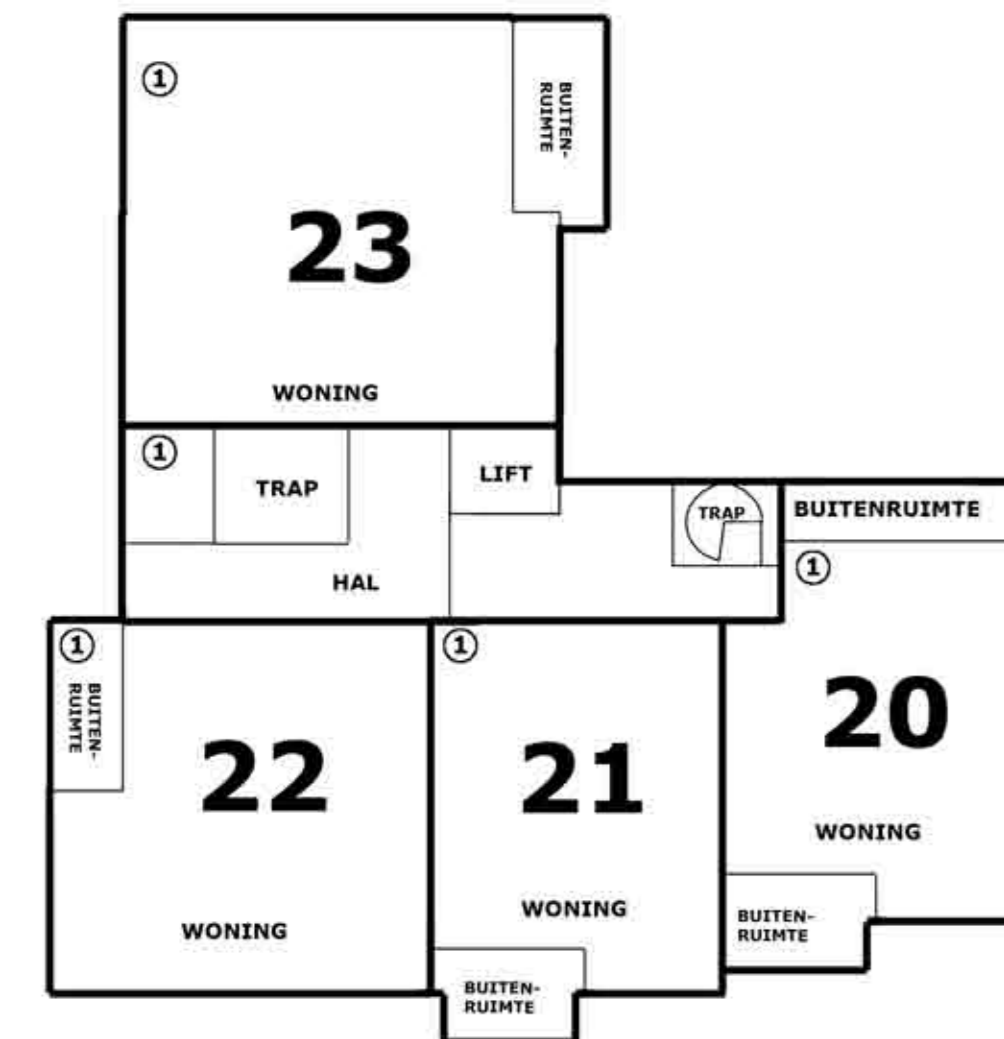 ①
BUITEN-
RUIMTE
23
WONING
①
TRAP
LIFT
TRAP
BUITENRUIMTE
HAL
①
①
BUITEN-
RUIMTE
22
WONING
①
21
WONING
BUITEN-
RUIMTE
20
WONING
BUITEN-
RUIMTE